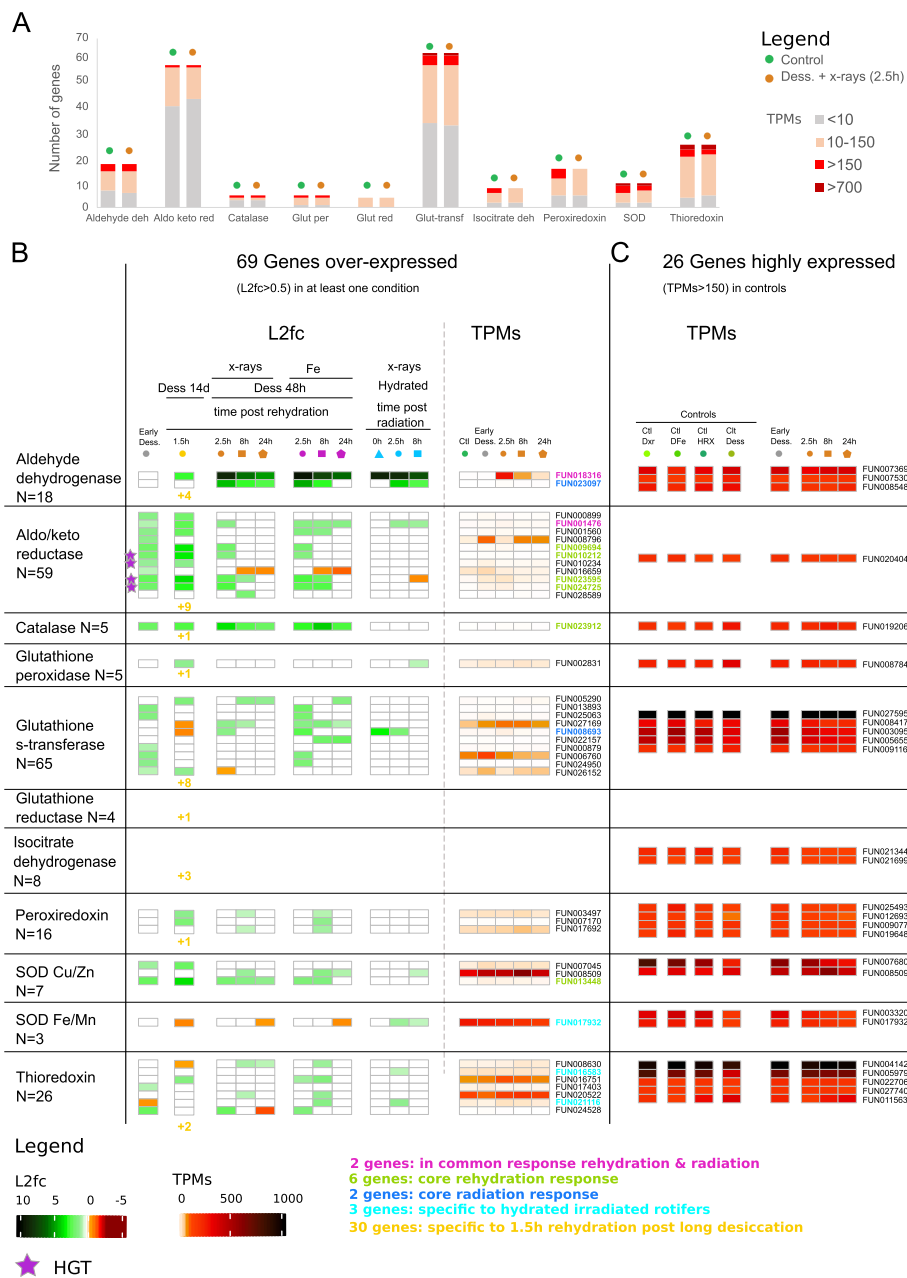 A
Number of genes
70
60
50
40
30
20
10
0
Aldehyde deh
Aldo keto red
Catalase
Glut per
Glut red
Glut-transf
Isocitrate deh
Peroxiredoxin
SOD
Thioredoxin
Legend
Control
Dess. + x-rays (2.5h)
TPMs
<10
10-150
>150
>700
B
69 Genes over-expressed
(L2fc>0.5) in at least one condition
L2fc
TPMs
x-rays
Fe
x-rays
Dess 14d
Dess 48h
Hydrated
time post rehydration
time post
radiation
Early
Dess.
1.5h
2.5h 8h 24h
2.5h 8h 24h
0h 2.5h 8h
Ctl
Early
Dess.
2.5h 8h 24h
C
26 Genes highly expressed
(TPMs>150) in controls
TPMs
Controls
Ctl
Dxr
Ctl
DFe
Ctl
HRX
Clt
Dess
Early
Dess.
2.5h 8h 24h
Aldehyde
dehydrogenase
N=18
+4
FUN018316
FUN023097
FUN007369
FUN007530
FUN008548
Aldo/keto
reductase
N=59
+9
FUN000899
FUN001476
FUN001560
FUN008796
FUN009694
FUN010212
FUN010234
FUN016659
FUN023595
FUN024725
FUN028589
FUN020404
Catalase N=5
+1
FUN023912
FUN019206
Glutathione
peroxidase N=5
+1
FUN002831
FUN008784
Glutathione
s-transferase
N=65
+8
FUN005290
FUN013893
FUN025063
FUN027169
FUN008693
FUN022157
FUN000879
FUN006760
FUN024950
FUN026152
FUN027595
FUN008417
FUN003095
FUN005655
FUN009116
Glutathione
reductase N=4
+1
Isocitrate
dehydrogenase
N=8
+3
FUN021344
FUN021699
Peroxiredoxin
N=16
+1
FUN003497
FUN007170
FUN017692
FUN025493
FUN012693
FUN009077
FUN019648
SOD Cu/Zn
N=7
FUN007045
FUN008509
FUN013448
FUN007680
FUN008509
SOD Fe/Mn
N=3
FUN017932
FUN003320
FUN017932
Thioredoxin
N=26
+2
FUN008630
FUN016583
FUN016751
FUN017403
FUN020522
FUN021116
FUN024528
FUN004142
FUN005979
FUN022706
FUN027740
FUN011563
Legend
L2fc
10 5 0 -5
TPMs
0 500 1000
HGT
2 genes: in common response rehydration & radiation
6 genes: core rehydration response
2 genes: core radiation response
3 genes: specific to hydrated irradiated rotifers
30 genes: specific to 1.5h rehydration post long desiccation